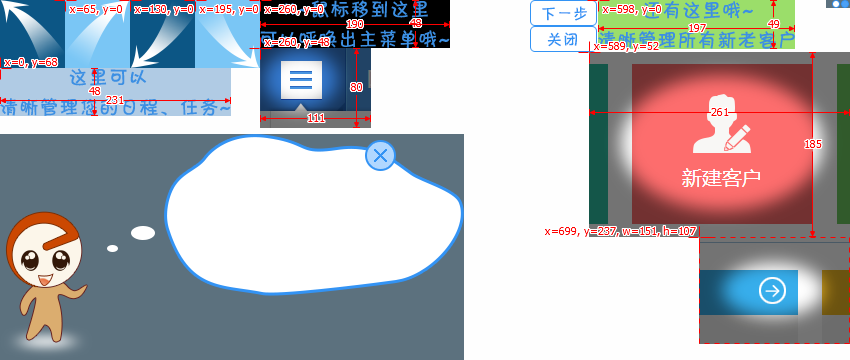 x=65, y=0
x=130, y=0
x=195, y=0
x=260, y=0
鼠标移到这里
190
48
可以呼唤出主菜单哦~
x=260, y=48
x=0, y=68
这里可以
48
231
清晰管理您的日程、任务~
80
111
下一步
关闭
x=598, y=0
还有这里哦~
49
197
清晰管理所有新老客户
x=589, y=52
261
185
新建客户
x=699, y=237, w=151, h=107